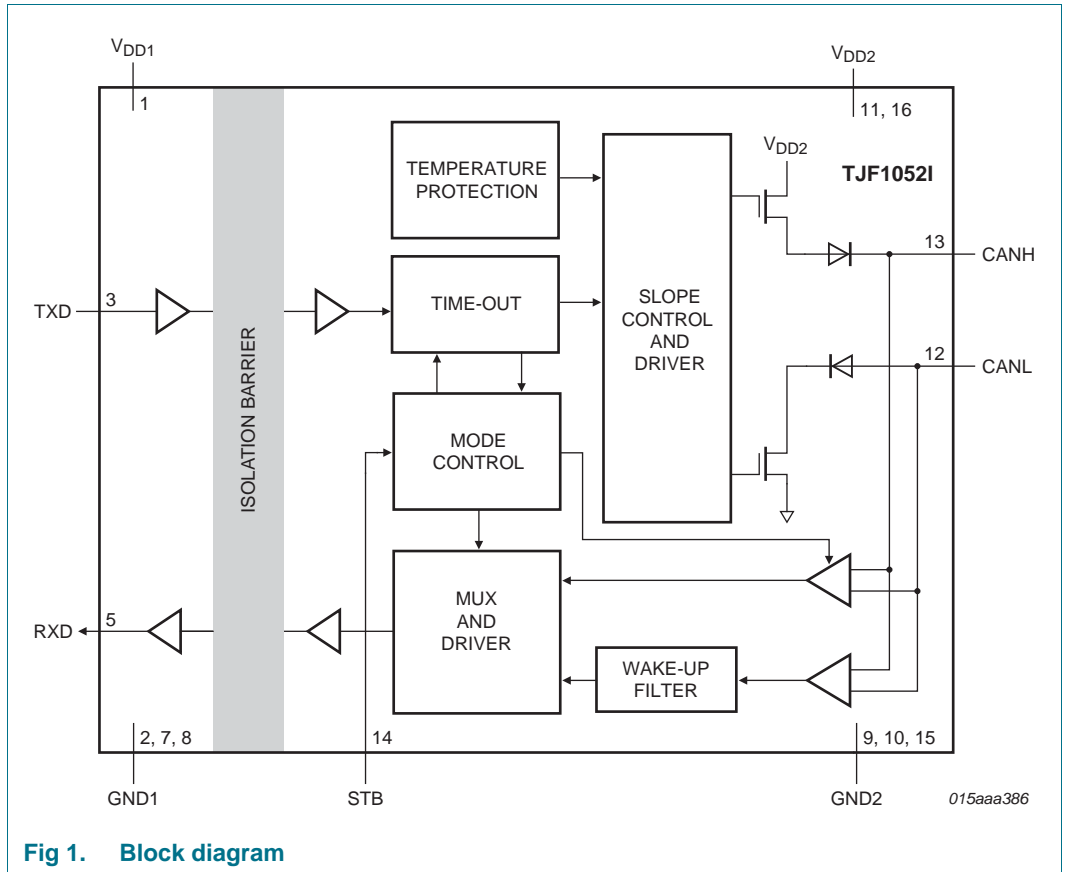 VDD1
VDD2
1
11, 16
TEMPERATURE
PROTECTION
VDD2
TJF1052I
13
CANH
TXD
3
TIME-OUT
SLOPE
CONTROL
AND
DRIVER
12
CANL
ISOLATION BARRIER
MODE
CONTROL
MUX
AND
DRIVER
RXD
5
WAKE-UP
FILTER
2, 7, 8
14
9, 10, 15
GND1
STB
GND2
015aaa386
Fig 1. Block diagram